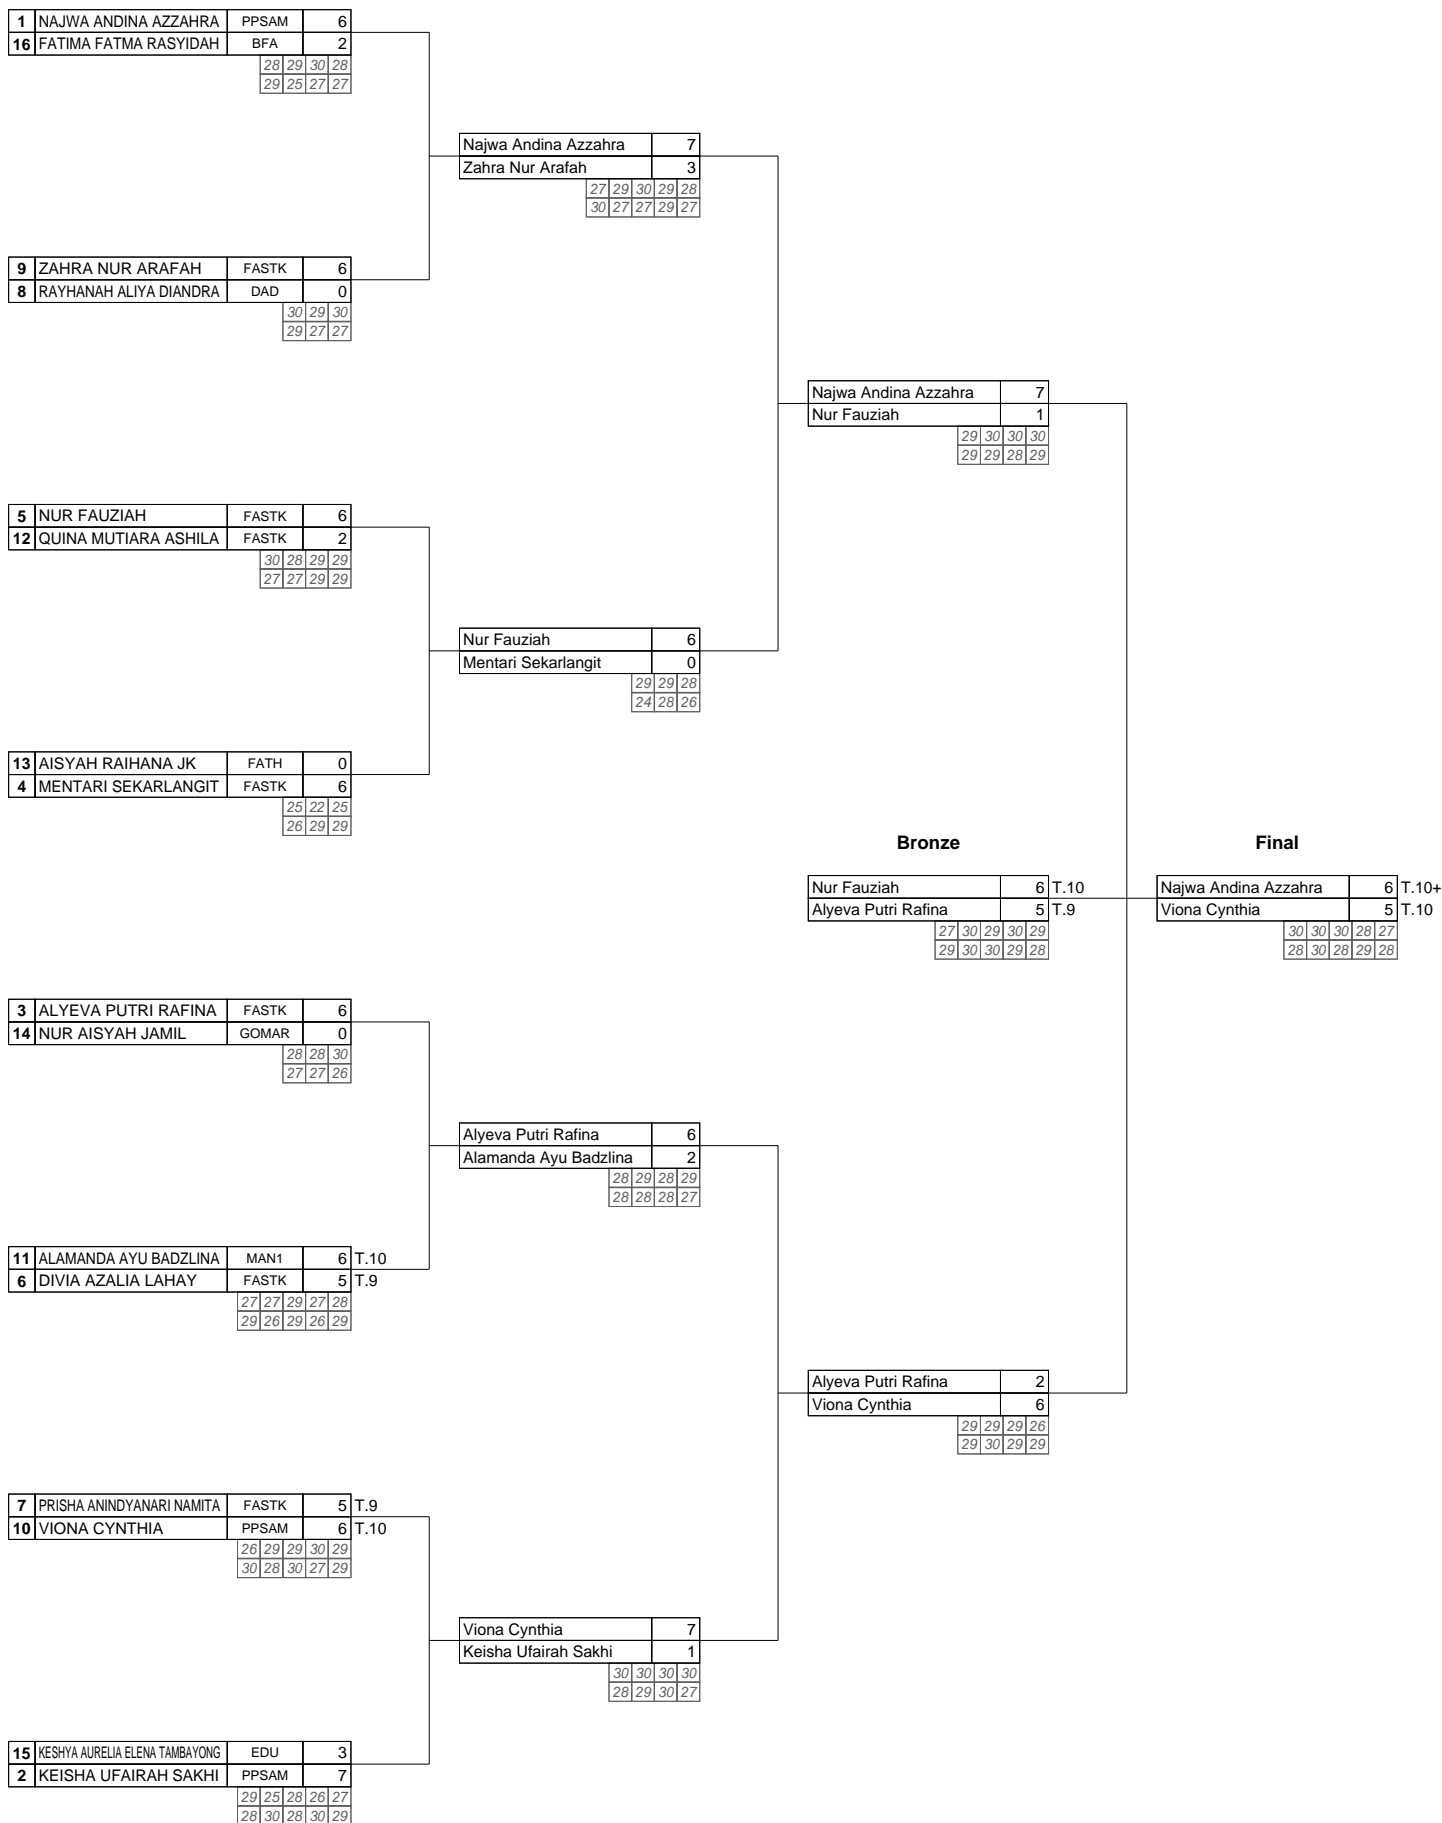 1 NAJWA ANDINA AZZAHRA PPSAM 6
16 FATIMA FATMA RASYIDAH BFA 2
28 29 30 28
29 25 27 27
Najwa Andina Azzahra 7
Zahra Nur Arafah 3
27 29 30 29 28
30 27 27 29 27
9 ZAHRA NUR ARAFAH FASTK 6
8 RAYHANAH ALIYA DIANDRA DAD 0
30 29 30
29 27 27
Najwa Andina Azzahra 7
Nur Fauziah 1
29 30 30 30
29 29 28 29
5 NUR FAUZIAH FASTK 6
12 QUINA MUTIARA ASHILA FASTK 2
30 28 29 29
27 27 29 29
Nur Fauziah 6
Mentari Sekarlangit 0
29 29 28
24 28 26
13 AISYAH RAIHANA JK FATH 0
4 MENTARI SEKARLANGIT FASTK 6
25 22 25
26 29 29
Bronze
Nur Fauziah 6 T.10
Alyeva Putri Rafina 5 T.9
27 30 29 30 29
29 30 30 29 28
Final
Najwa Andina Azzahra 6 T.10+
Viona Cynthia 5 T.10
30 30 30 28 27
28 30 28 29 28
3 ALYEVA PUTRI RAFINA FASTK 6
14 NUR AISYAH JAMIL GOMAR 0
28 28 30
27 27 26
Alyeva Putri Rafina 6
Alamanda Ayu Badzlina 2
28 29 28 29
28 28 28 27
11 ALAMANDA AYU BADZLINA MAN1 6 T.10
6 DIVIA AZALIA LAHAY FASTK 5 T.9
27 27 29 27 28
29 26 29 26 29
Alyeva Putri Rafina 2
Viona Cynthia 6
29 29 29 26
29 30 29 29
7 PRISHA ANINDYANARI NAMITA FASTK 5 T.9
10 VIONA CYNTHIA PPSAM 6 T.10
26 29 29 30 29
30 28 30 27 29
Viona Cynthia 7
Keisha Ufairah Sakhi 1
30 30 30 30
28 29 30 27
15 KESHYA AURELIA ELENA TAMBAYONG EDU 3
2 KEISHA UFAIRAH SAKHI PPSAM 7
29 25 28 26 27
28 30 28 30 29